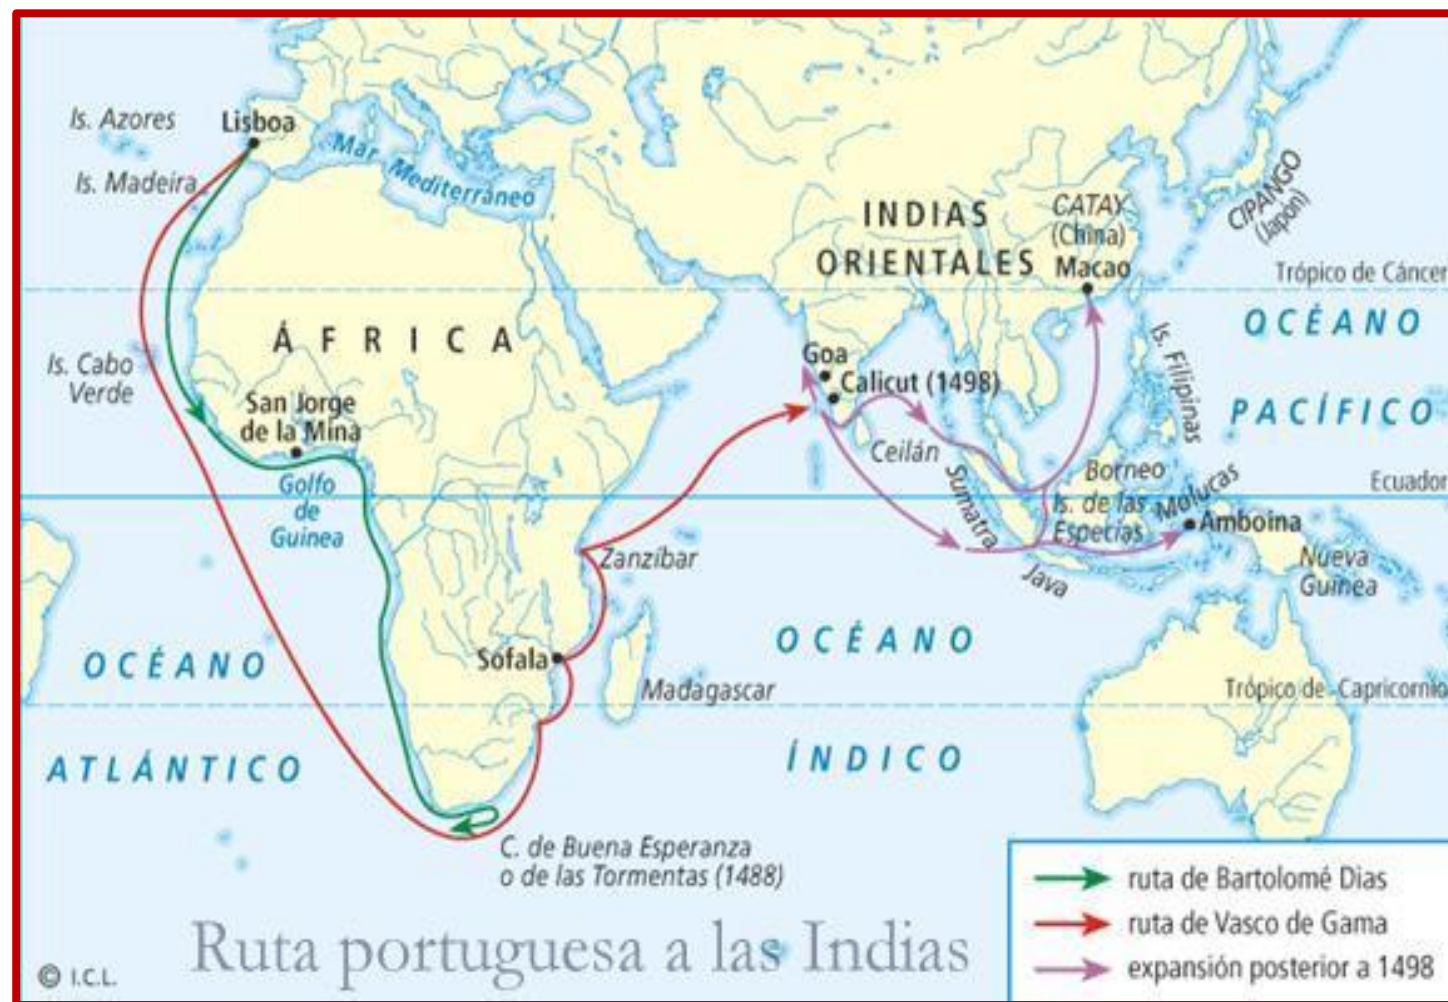 Is. Azores
Lisboa
Is. Madeira
Mar Mediterráneo
INDIAS
ORIENTALES
CATAY
(China)
Macao
CIPANGO
(Japón)
Trópico de Cáncer
OCÉANO
PACÍFICO
ÁFRICA
Is. Cabo
Verde
San Jorge
de la Mina
Golfo
de
Guinea
Goa
Calicut (1498)
Ceilán
Is. Filipinas
Sumatra
Borneo
Is. de las
Especias
Molucas
Ecuador
Amboina
Nueva
Guinea
Java
Zanzíbar
Sofala
Madagascar
OCÉANO
ATLÁNTICO
OCÉANO
ÍNDICO
Trópico de Capricornio
C. de Buena Esperanza
o de las Tormentas (1488)
ruta de Bartolomé Dias
ruta de Vasco de Gama
expansión posterior a 1498
Ruta portuguesa a las Indias
© I.C.L.